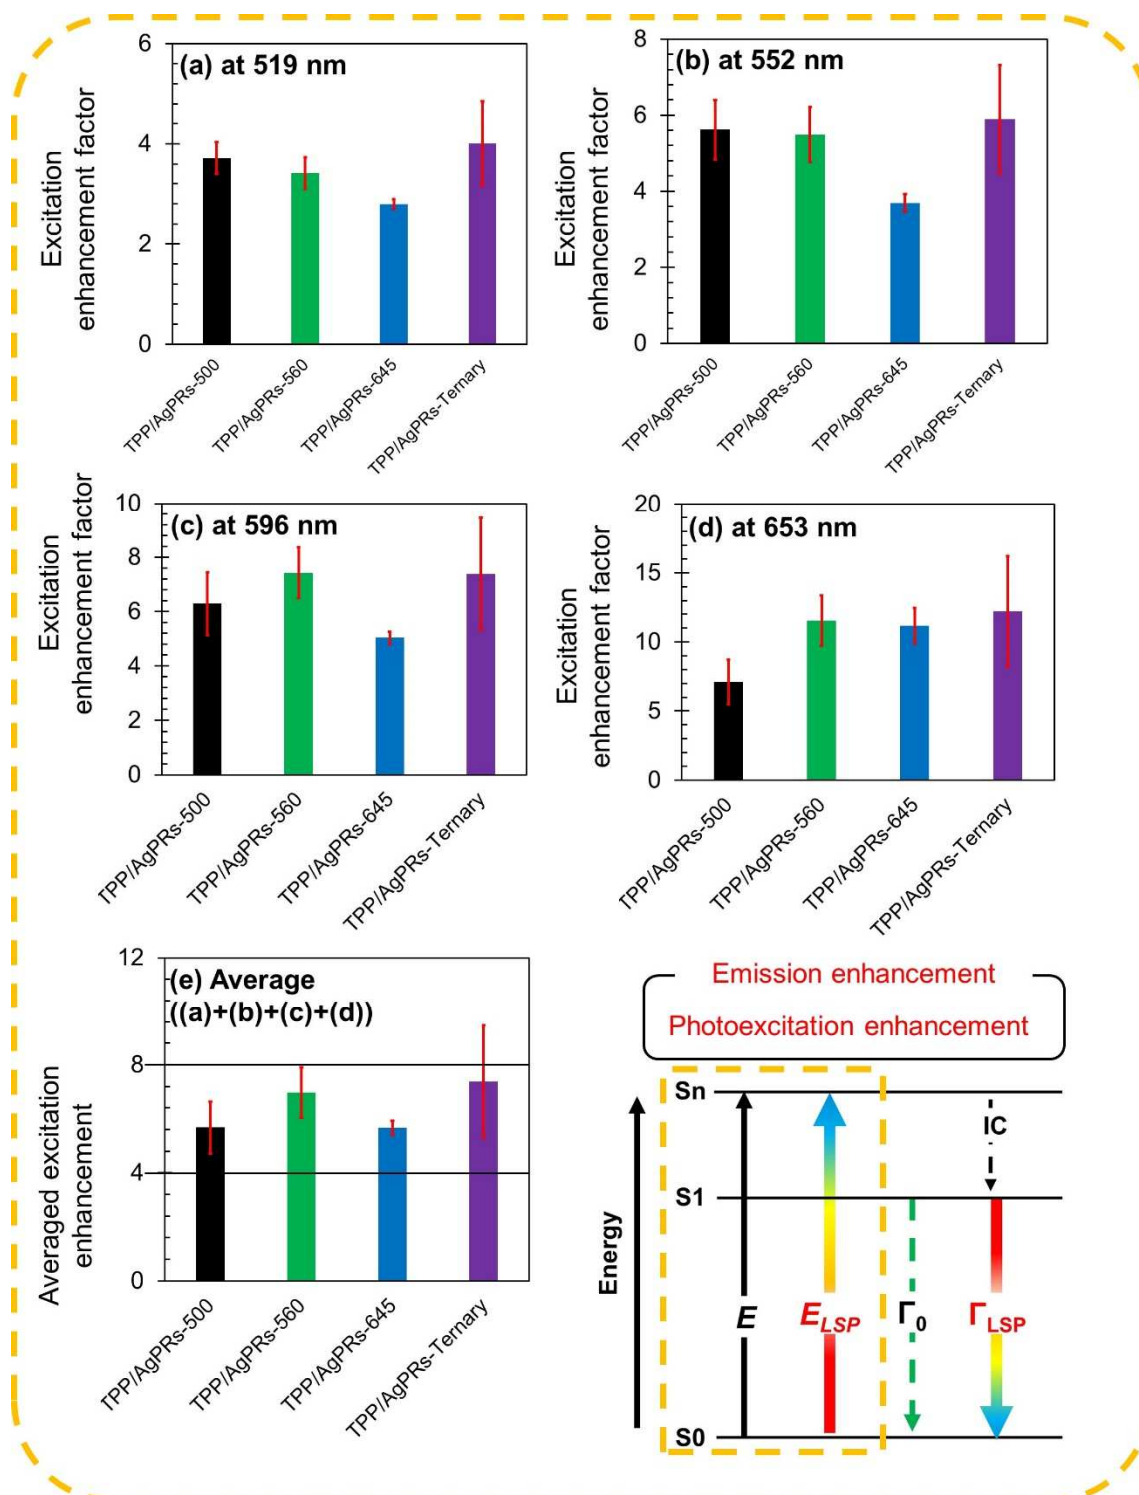 (a) at 519 nm
Excitation
enhancement factor
6
4
2
0
TPP/AgPRs-500
TPP/AgPRs-560
TPP/AgPRs-645
TPP/AgPRs-Ternary
(b) at 552 nm
Excitation
enhancement factor
8
6
4
2
0
TPP/AgPRs-500
TPP/AgPRs-560
TPP/AgPRs-645
TPP/AgPRs-Ternary
(c) at 596 nm
Excitation
enhancement factor
10
8
6
4
2
0
TPP/AgPRs-500
TPP/AgPRs-560
TPP/AgPRs-645
TPP/AgPRs-Ternary
(d) at 653 nm
Excitation
enhancement factor
20
15
10
5
0
TPP/AgPRs-500
TPP/AgPRs-560
TPP/AgPRs-645
TPP/AgPRs-Ternary
(e) Average
((a)+(b)+(c)+(d))
Averaged excitation
enhancement
12
8
4
0
TPP/AgPRs-500
TPP/AgPRs-560
TPP/AgPRs-645
TPP/AgPRs-Ternary
Emission enhancement
Photoexcitation enhancement
Energy
Sn
IC
S1
E
E_LSP
Γ₀
Γ_LSP
S0